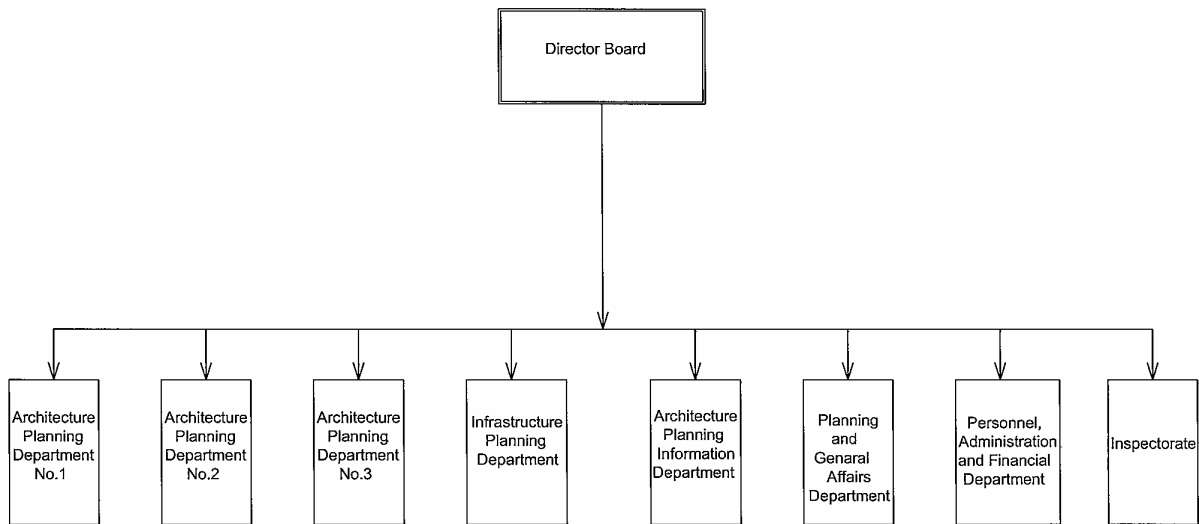 Director Board
Architecture
Planning
Department
No.1
Architecture
Planning
Department
No.2
Architecture
Planning
Department
No.3
Infrastructure
Planning
Department
Architecture
Planning
Information
Department
Planning
and
Genaral
Affairs
Department
Personnel,
Administration
and Financial
Department
Inspectorate